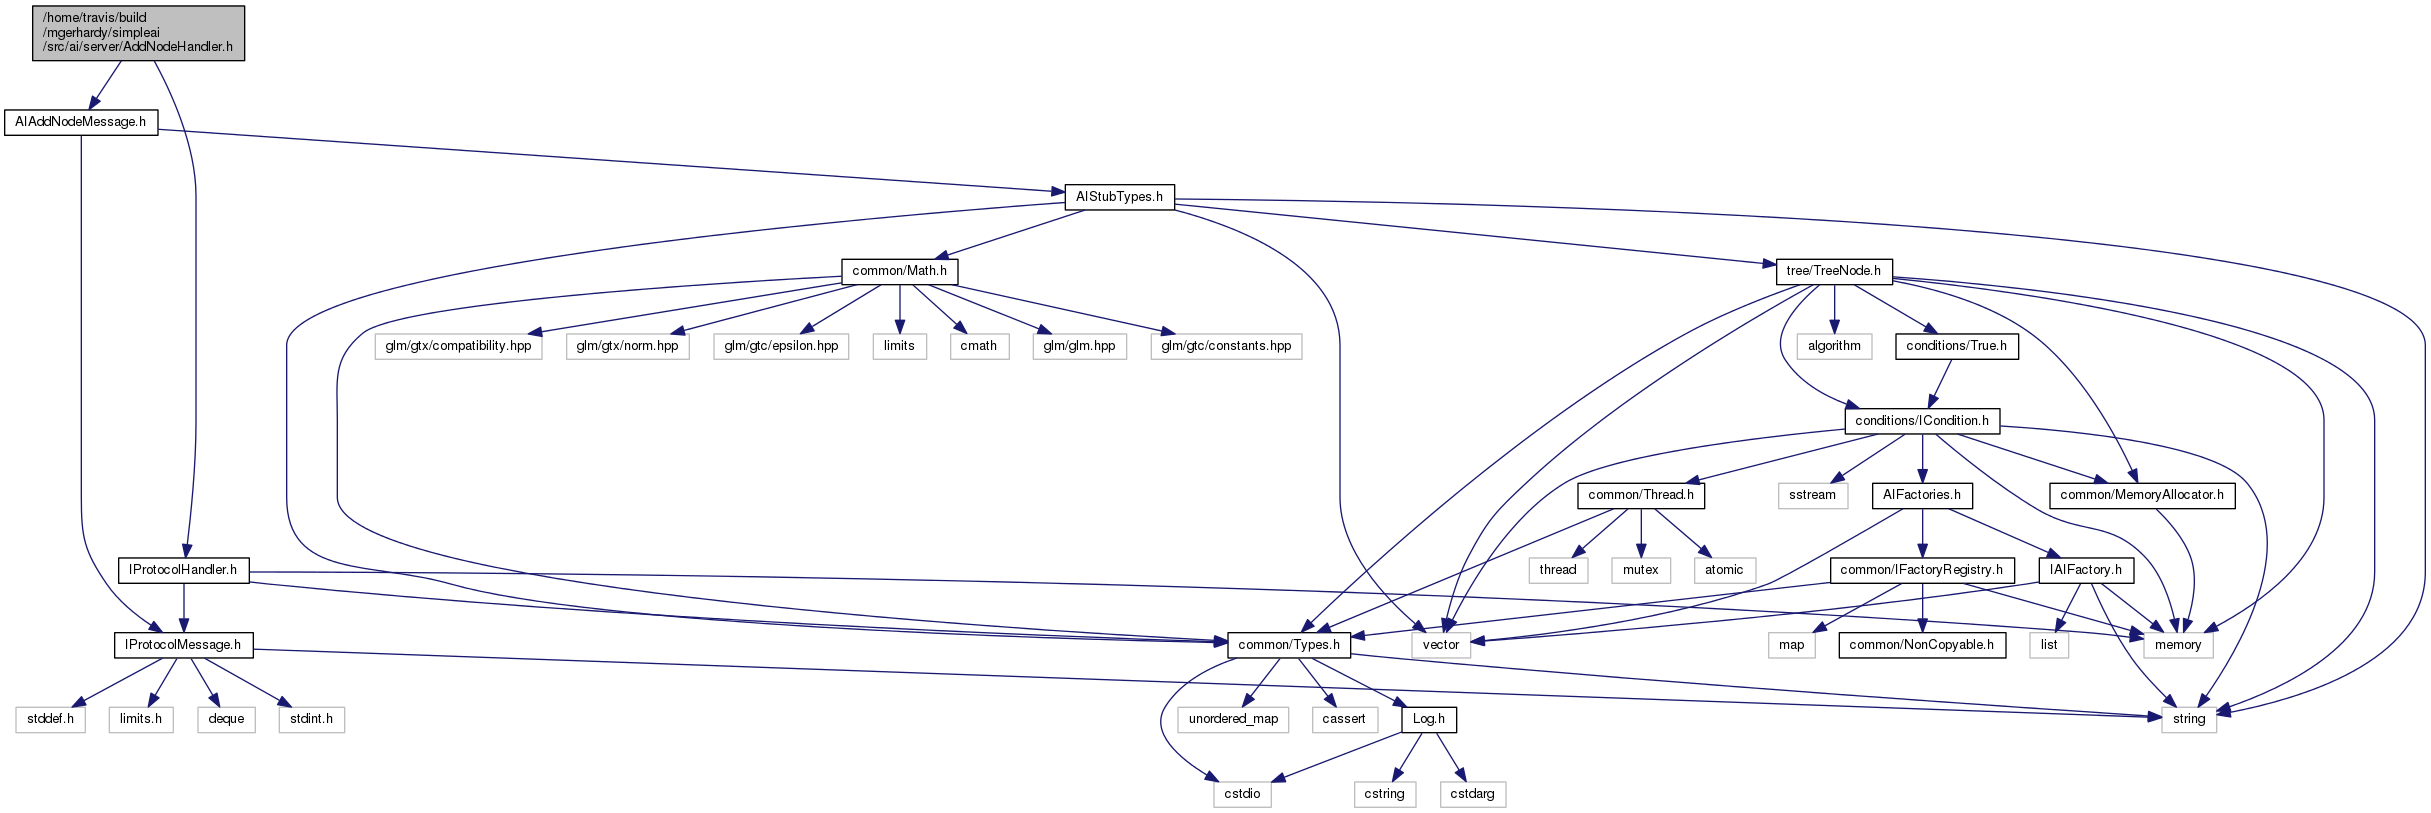 /home/travis/build
/mgerhardy/simpleai
/src/ai/server/AddNodeHandler.h
AIAddNodeMessage.h
AIStubTypes.h
common/Math.h
tree/TreeNode.h
glm/gtx/compatibility.hpp
glm/gtx/norm.hpp
glm/gtc/epsilon.hpp
limits
cmath
glm/glm.hpp
glm/gtc/constants.hpp
algorithm
conditions/True.h
conditions/ICondition.h
common/Thread.h
sstream
AIFactories.h
common/MemoryAllocator.h
IProtocolHandler.h
thread
mutex
atomic
common/IFactoryRegistry.h
IAIFactory.h
IProtocolMessage.h
common/Types.h
vector
map
common/NonCopyable.h
list
memory
stddef.h
limits.h
deque
stdint.h
unordered_map
cassert
Log.h
string
cstdio
cstring
cstdarg